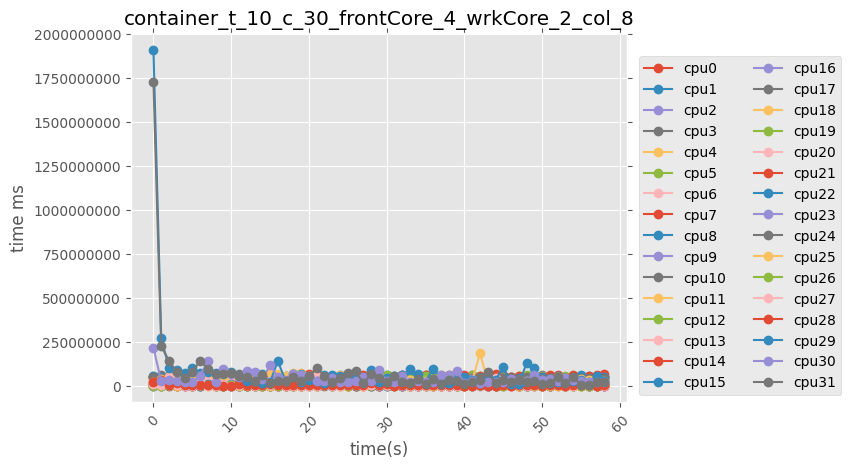 container_t_10_c_30_frontCore_4_wrkCore_2_col_8
2000000000
1750000000
1500000000
1250000000
1000000000
750000000
500000000
250000000
0
time ms
0
10
20
30
40
50
60
time(s)
cpu0
cpu1
cpu2
cpu3
cpu4
cpu5
cpu6
cpu7
cpu8
cpu9
cpu10
cpu11
cpu12
cpu13
cpu14
cpu15
cpu16
cpu17
cpu18
cpu19
cpu20
cpu21
cpu22
cpu23
cpu24
cpu25
cpu26
cpu27
cpu28
cpu29
cpu30
cpu31